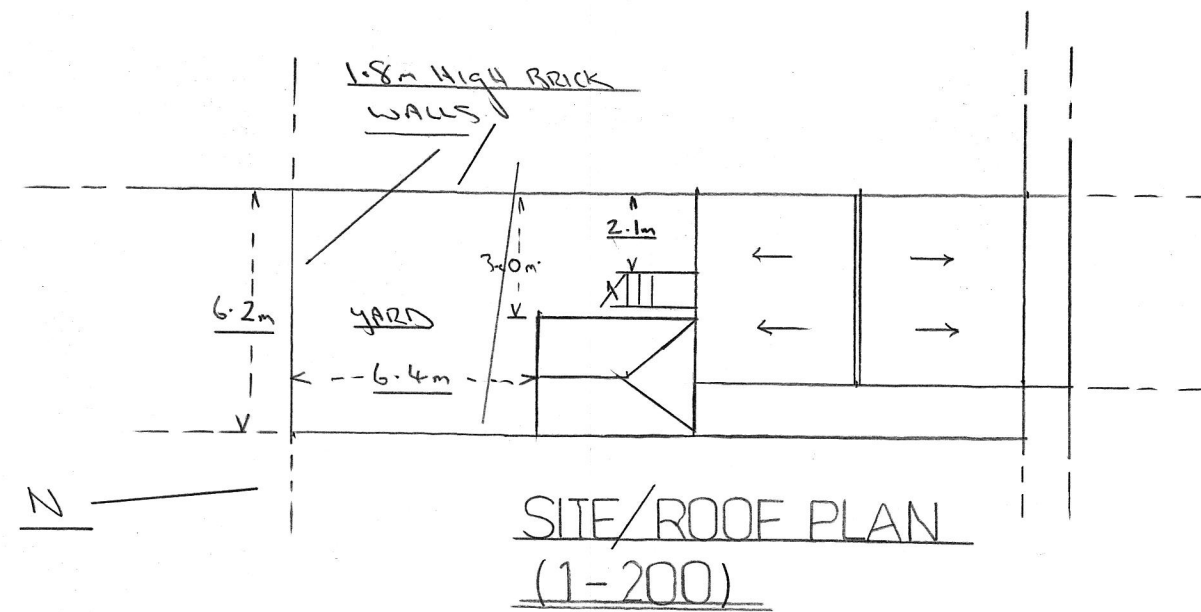 1.8m HIGH BRICK
WALLS
2.1m
3.0m
6.2m
YARD
6.4m
N
SITE/ROOF PLAN
(1-200)